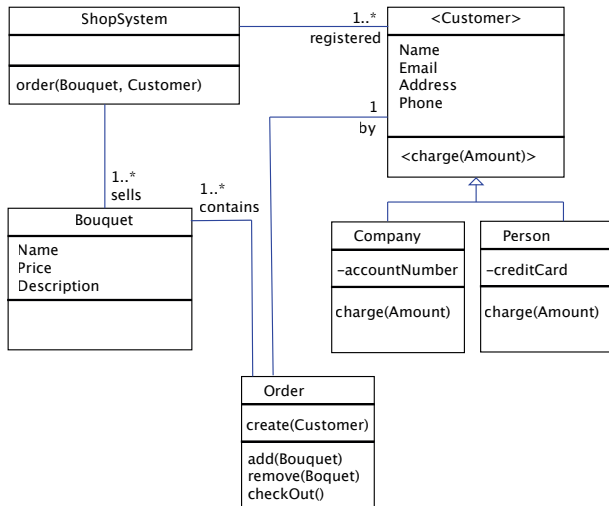 ShopSystem
order(Bouquet, Customer)
1..*
registered
<Customer>
Name
Email
Address
Phone
<charge(Amount)>
1
by
1..*
sells
1..*
contains
Bouquet
Name
Price
Description
Company
-accountNumber
charge(Amount)
Person
-creditCard
charge(Amount)
Order
create(Customer)
add(Bouquet)
remove(Boquet)
checkOut()